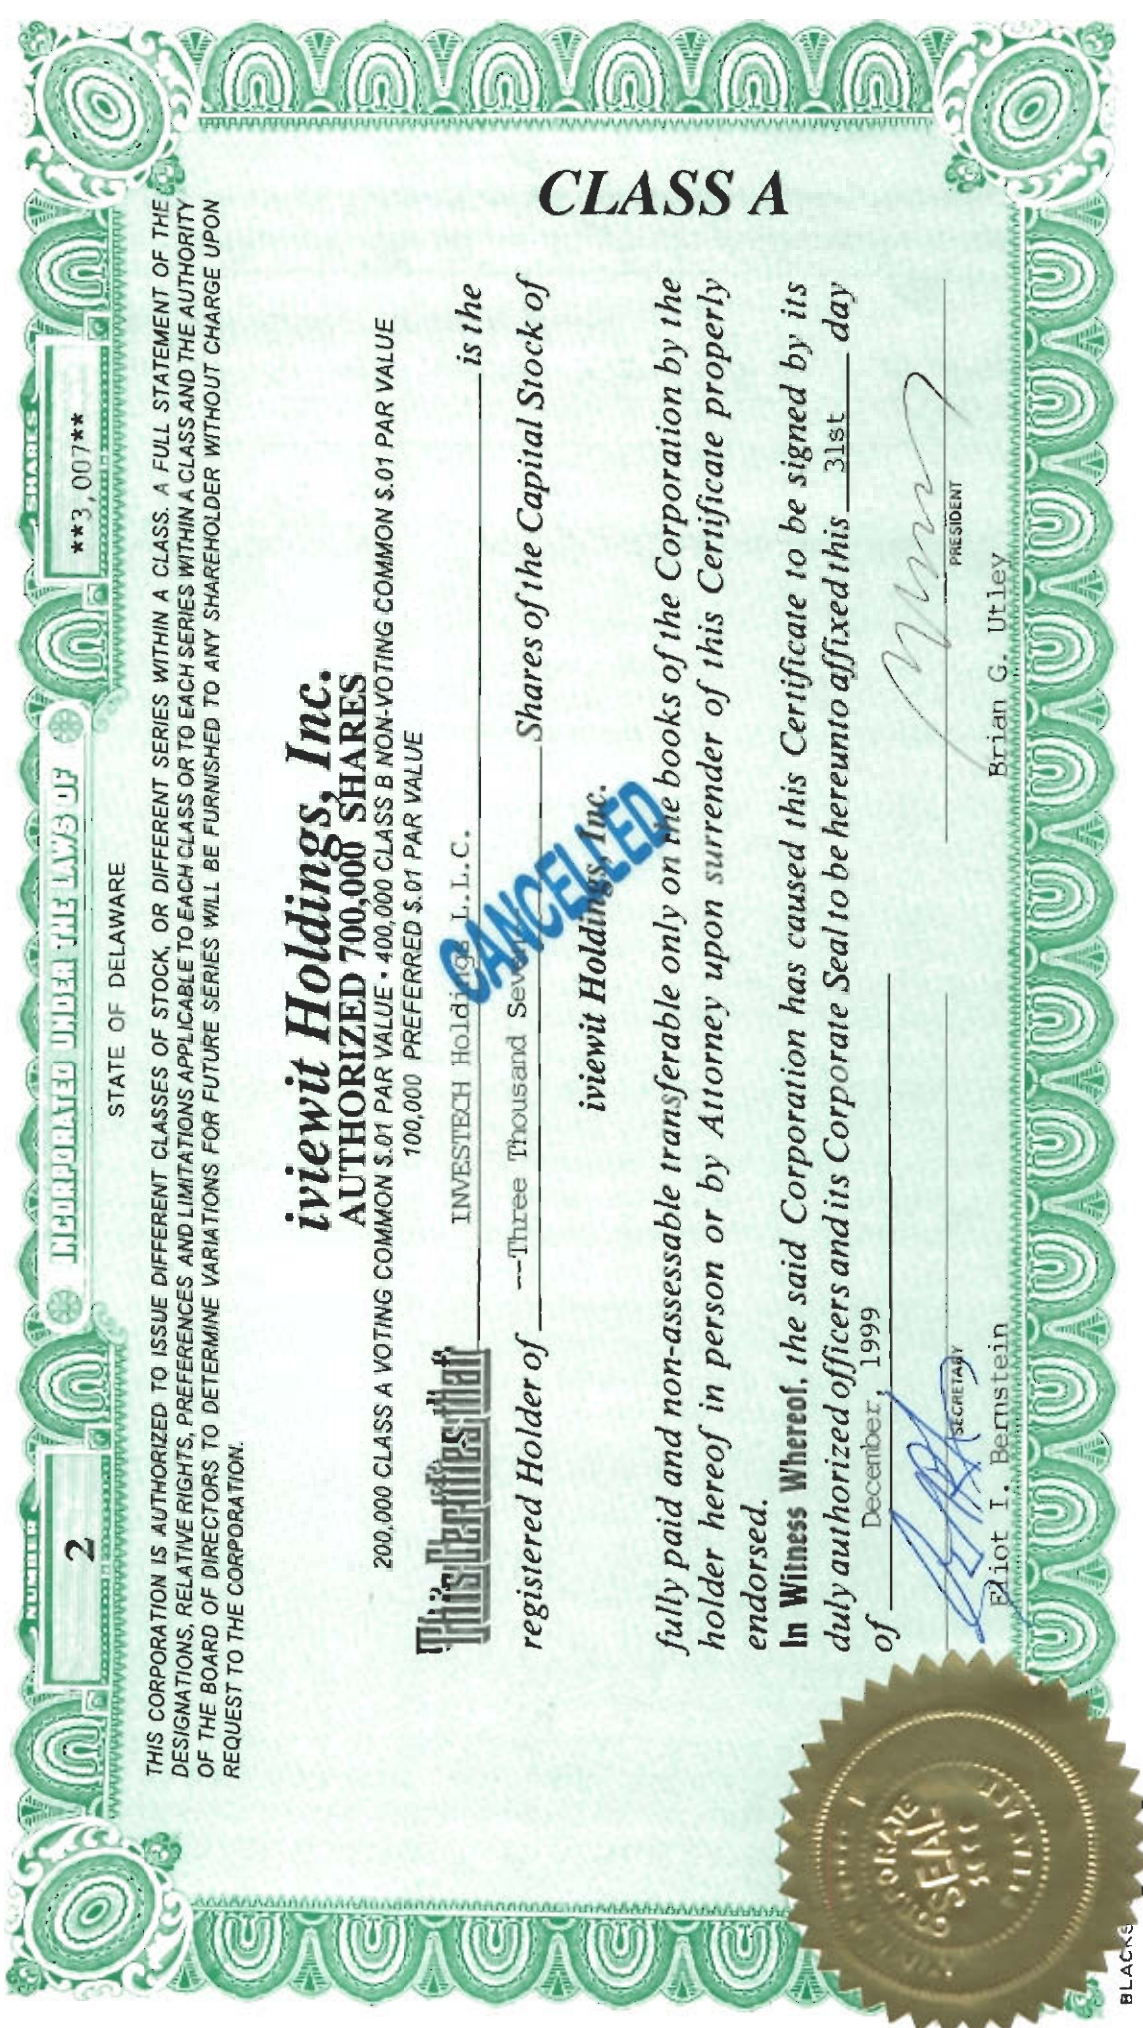 NUMBER
2
INCORPORATED UNDER THE LAWS OF
SHARES
**3,007**
STATE OF DELAWARE
THIS CORPORATION IS AUTHORIZED TO ISSUE DIFFERENT CLASSES OF STOCK, OR DIFFERENT SERIES WITHIN A CLASS. A FULL STATEMENT OF THE
DESIGNATIONS, RELATIVE RIGHTS, PREFERENCES AND LIMITATIONS APPLICABLE TO EACH CLASS OR TO EACH SERIES WITHIN A CLASS AND THE AUTHORITY
OF THE BOARD OF DIRECTORS TO DETERMINE VARIATIONS FOR FUTURE SERIES WILL BE FURNISHED TO ANY SHAREHOLDER WITHOUT CHARGE UPON
REQUEST TO THE CORPORATION.
iviewit Holdings, Inc.
AUTHORIZED 700,000 SHARES
200,000 CLASS A VOTING COMMON $.01 PAR VALUE • 400,000 CLASS B NON-VOTING COMMON $.01 PAR VALUE
100,000 PREFERRED $.01 PAR VALUE
This Certifies that INVESTECH Holdings L.L.C. is the
registered Holder of --Three Thousand Seven Shares of the Capital Stock of
CANCELLED
iviewit Holdings, Inc.
CLASS A
fully paid and non-assessable transferable only on the books of the Corporation by the
holder hereof in person or by Attorney upon surrender of this Certificate properly
endorsed.
In Witness Whereof, the said Corporation has caused this Certificate to be signed by its
duly authorized officers and its Corporate Seal to be hereunto affixed this 31st day
of December, 1999
SECRETARY
PRESIDENT
Eliot I. Bernstein
Brian G. Utley
SEAL